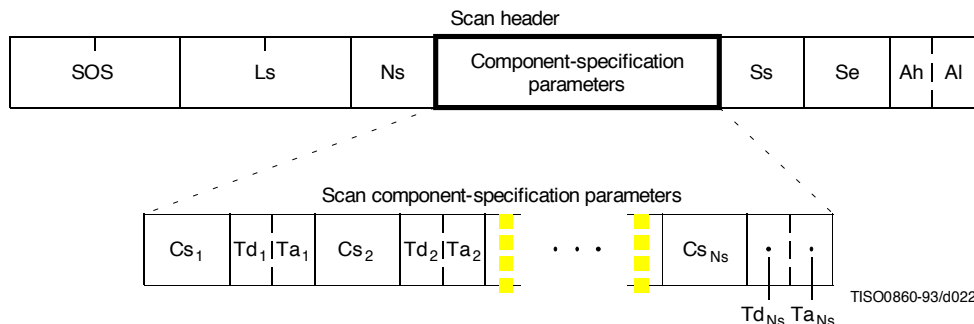 Scan header
SOS Ls Ns Component-specification parameters Ss Se Ah Al
Scan component-specification parameters
Cs1 Td1 Ta1 Cs2 Td2 Ta2 . . . CsNs
TdNs TaNs
TISO0860-93/d022